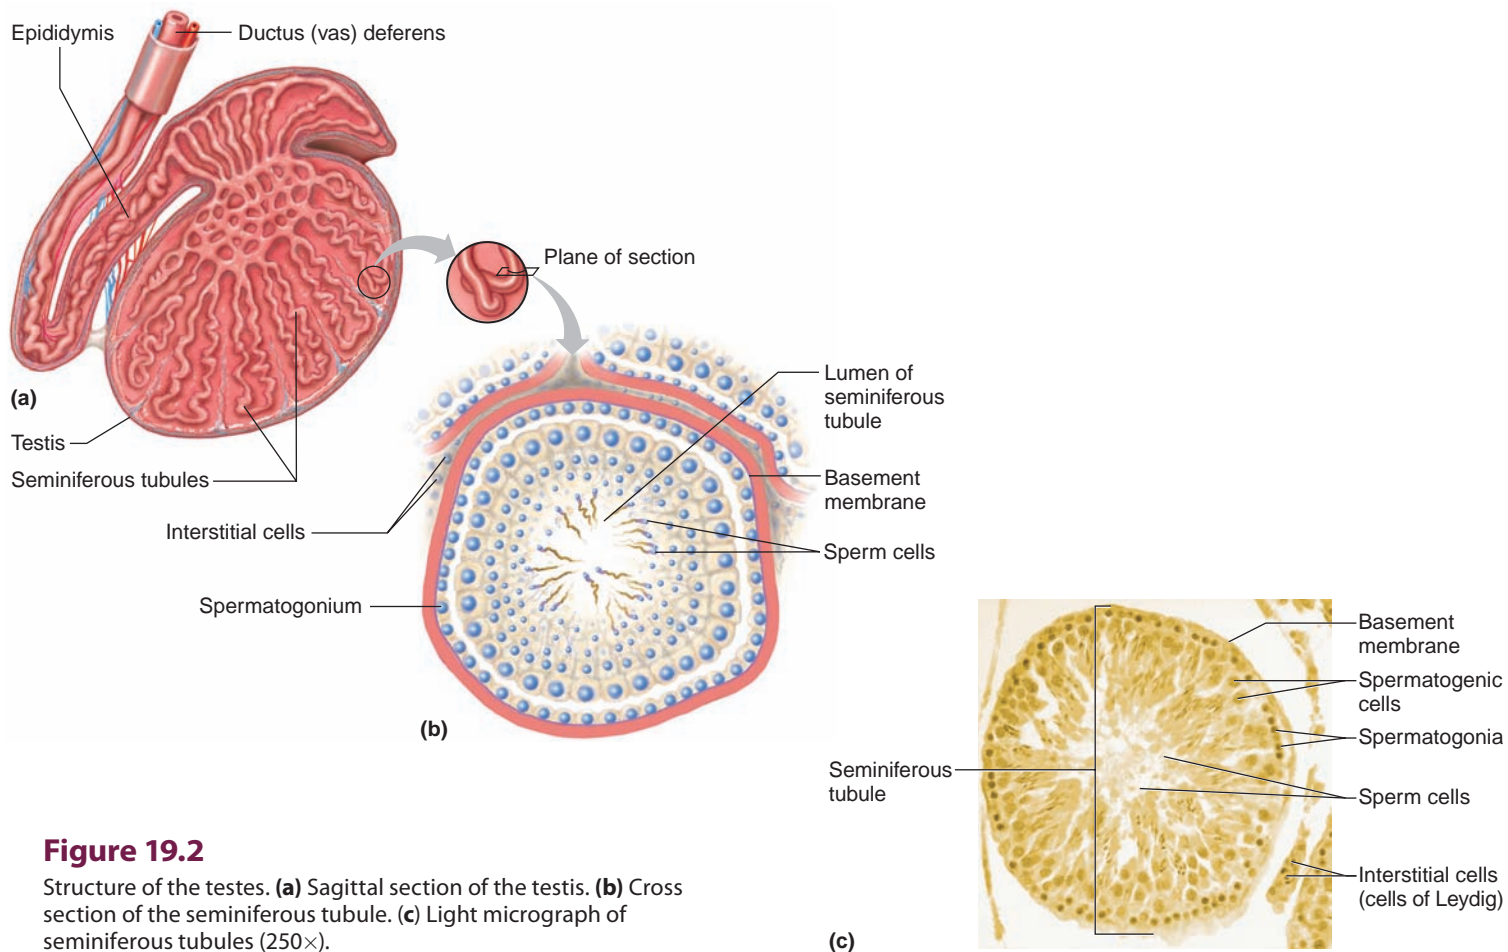 Epididymis
Ductus (vas) deferens
Plane of section
(a)
Testis
Seminiferous tubules
Lumen of
seminiferous
tubule
Basement
membrane
Interstitial cells
Sperm cells
Spermatogonium
(b)
Basement
membrane
Spermatogenic
cells
Spermatogonia
Seminiferous
tubule
Sperm cells
Interstitial cells
(cells of Leydig)
(c)
Figure 19.2
Structure of the testes. (a) Sagittal section of the testis. (b) Cross
section of the seminiferous tubule. (c) Light micrograph of
seminiferous tubules (250×).